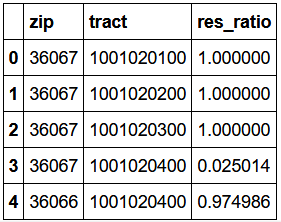 zip tract res_ratio
0 36067 1001020100 1.000000
1 36067 1001020200 1.000000
2 36067 1001020300 1.000000
3 36067 1001020400 0.025014
4 36066 1001020400 0.974986